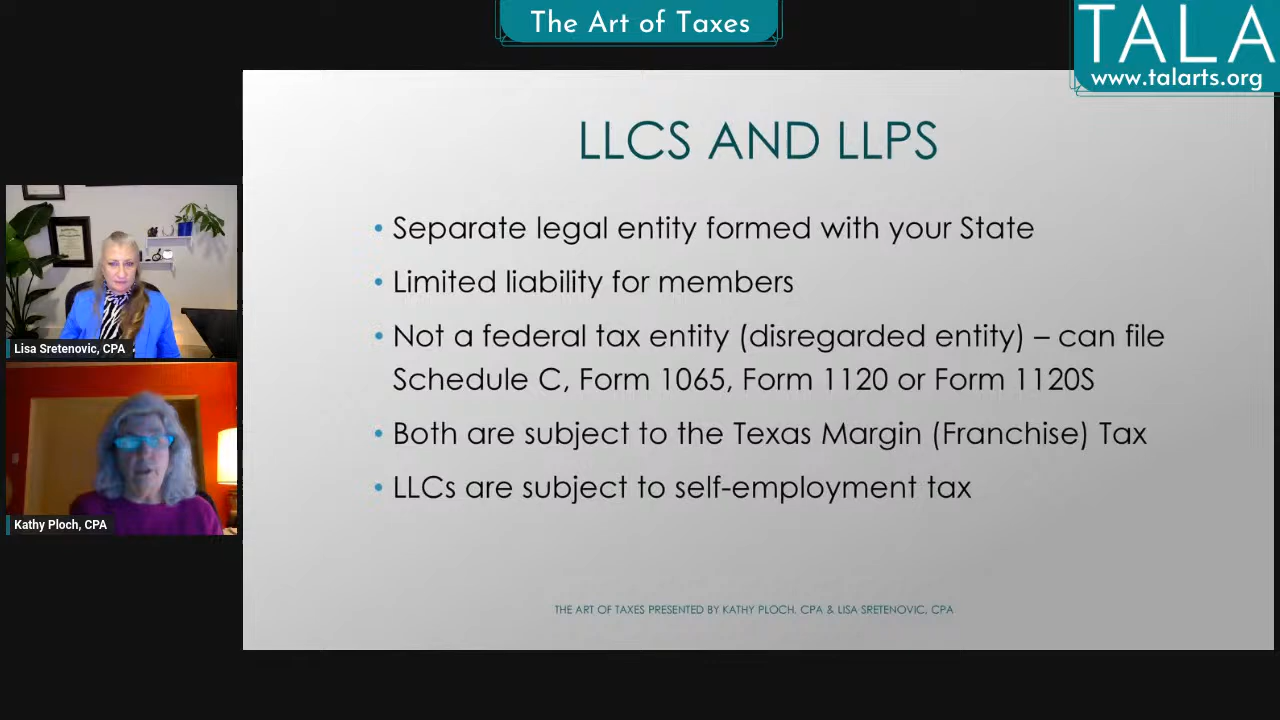 The Art of Taxes
TALA
www.talarts.org
LLCS AND LLPS
• Separate legal entity formed with your State
• Limited liability for members
• Not a federal tax entity (disregarded entity) – can file
Schedule C, Form 1065, Form 1120 or Form 1120S
• Both are subject to the Texas Margin (Franchise) Tax
• LLCs are subject to self-employment tax
THE ART OF TAXES PRESENTED BY KATHY PLOCH, CPA & LISA SRETENOVIC, CPA
Lisa Sretenovic, CPA
Kathy Ploch, CPA